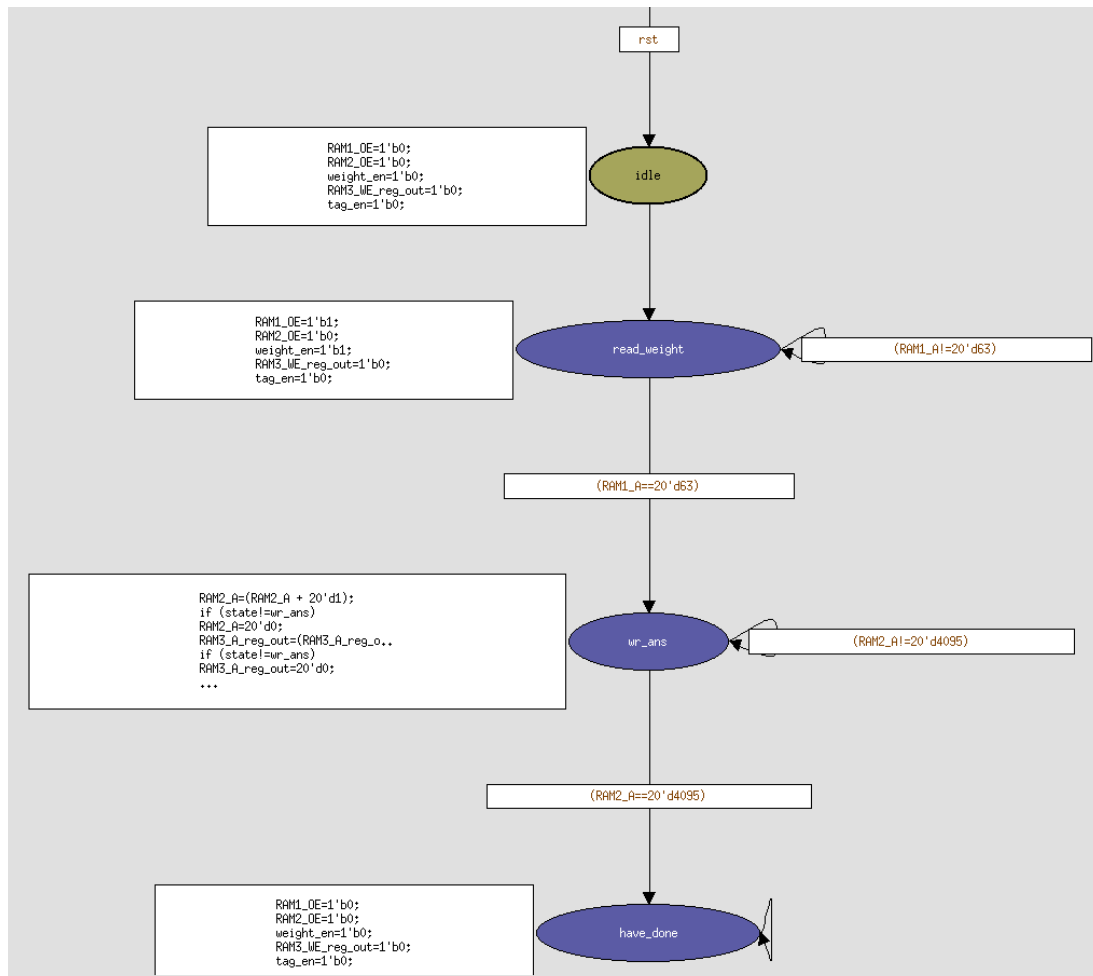 rst
RAM1_OE=1'b0;
RAM2_OE=1'b0;
weight_en=1'b0;
RAM3_WE_reg_out=1'b0;
tag_en=1'b0;
idle
RAM1_OE=1'b1;
RAM2_OE=1'b0;
weight_en=1'b1;
RAM3_WE_reg_out=1'b0;
tag_en=1'b0;
read_weight
(RAM1_A!=20'd63)
(RAM1_A==20'd63)
RAM2_A=(RAM2_A + 20'd1);
if (state!=wr_ans)
RAM2_A=20'd0;
RAM3_A_reg_out=(RAM3_A_reg_o..
if (state!=wr_ans)
RAM3_A_reg_out=20'd0;
...
wr_ans
(RAM2_A!=20'd4095)
(RAM2_A==20'd4095)
RAM1_OE=1'b0;
RAM2_OE=1'b0;
weight_en=1'b0;
RAM3_WE_reg_out=1'b0;
tag_en=1'b0;
have_done